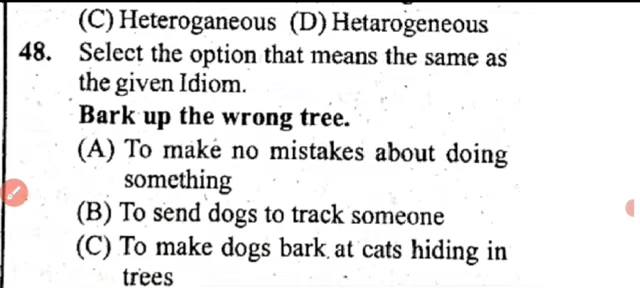 (C) Heteroganeous (D) Hetarogeneous
48. Select the option that means the same as
the given Idiom.
Bark up the wrong tree.
(A) To make no mistakes about doing
something
(B) To send dogs to track someone
(C) To make dogs bark at cats hiding in
trees